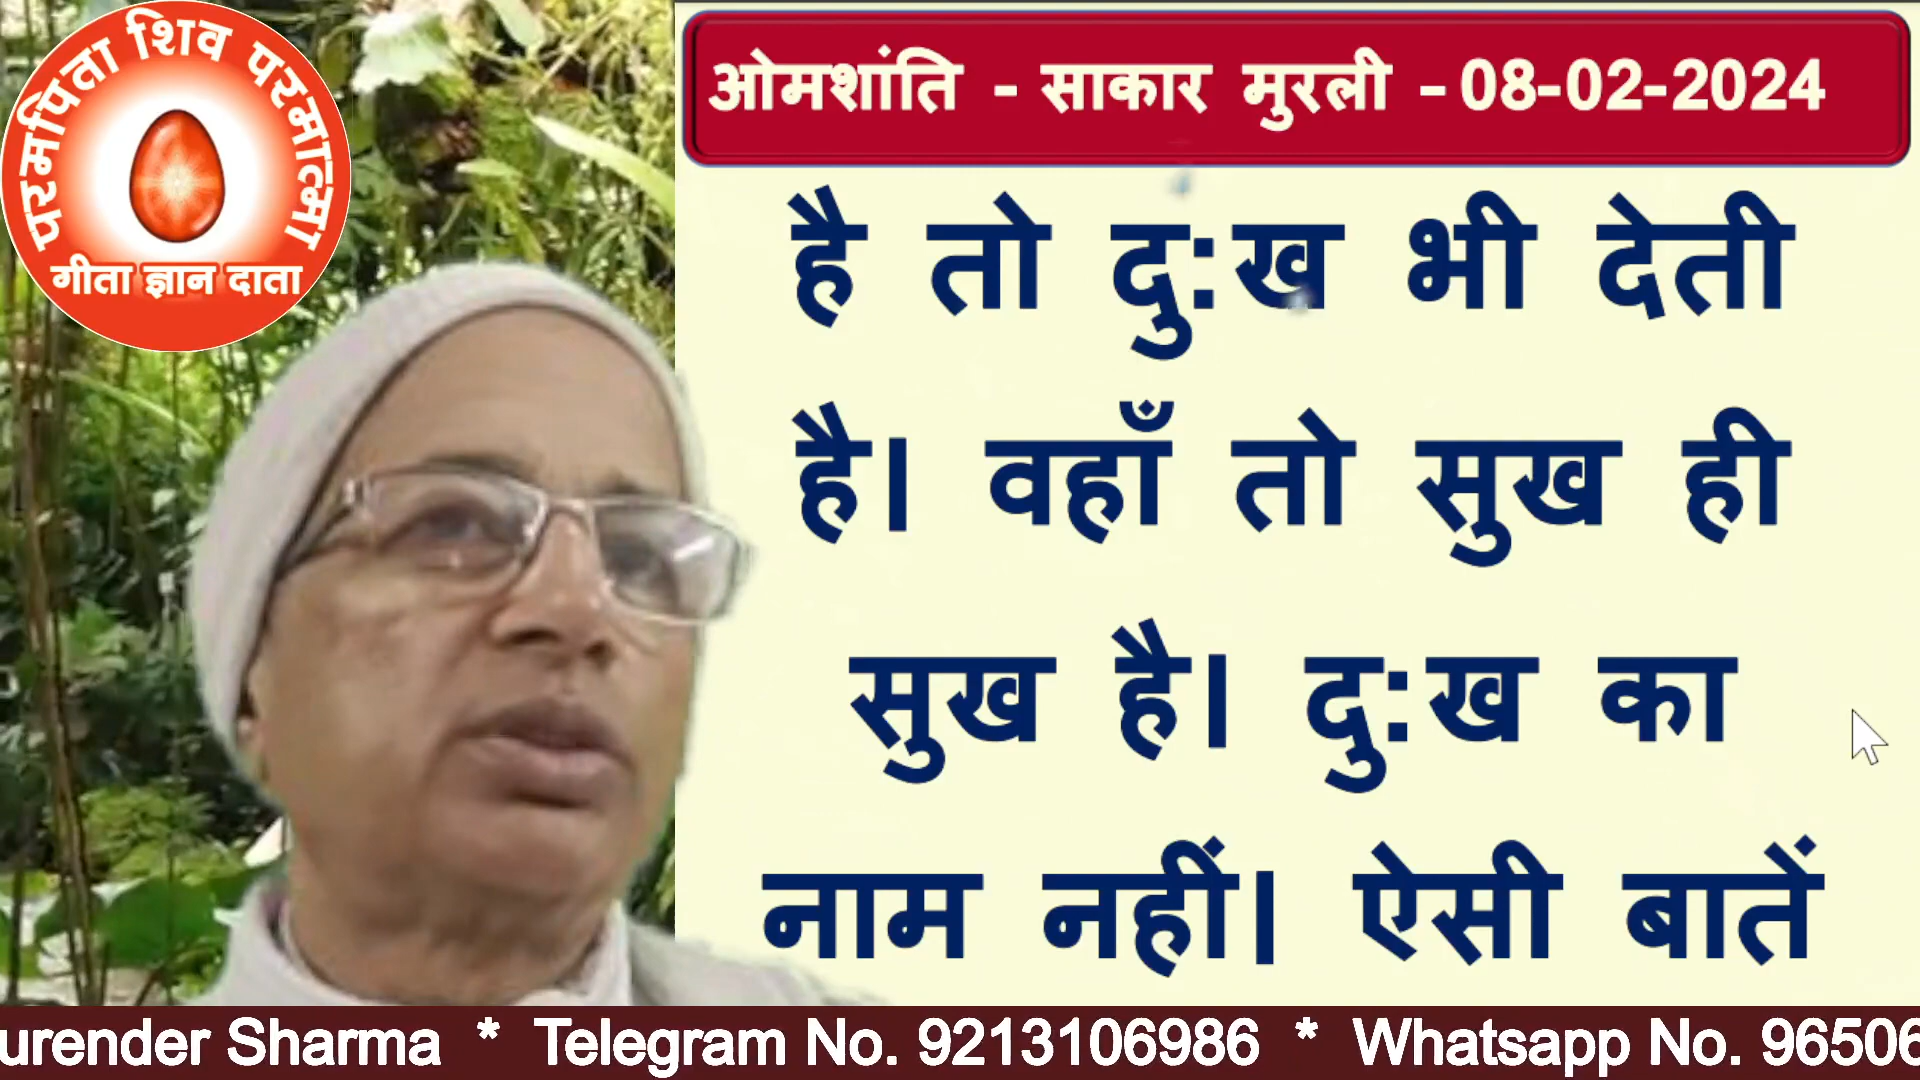 परमपिता शिव परमात्मा
गीता ज्ञान दाता
ओमशांति - साकार मुरली - 08-02-2024
है तो दु:ख भी देती
है। वहाँ तो सुख ही
सुख है। दु:ख का
नाम नहीं। ऐसी बातें
urender Sharma * Telegram No. 9213106986 * Whatsapp No. 96506